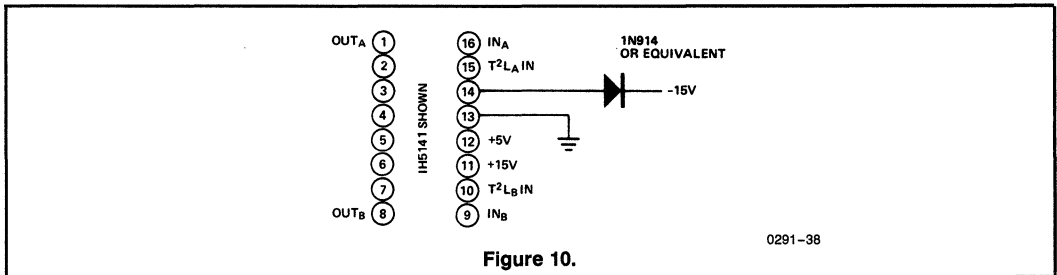 OUTA 1
2
3
4
5
6
7
OUTB 8
IH5141 SHOWN
16 INA
15 T²LA IN
14
13
12 +5V
11 +15V
10 T²LB IN
9 INB
1N914
OR EQUIVALENT
-15V
0291-38
Figure 10.